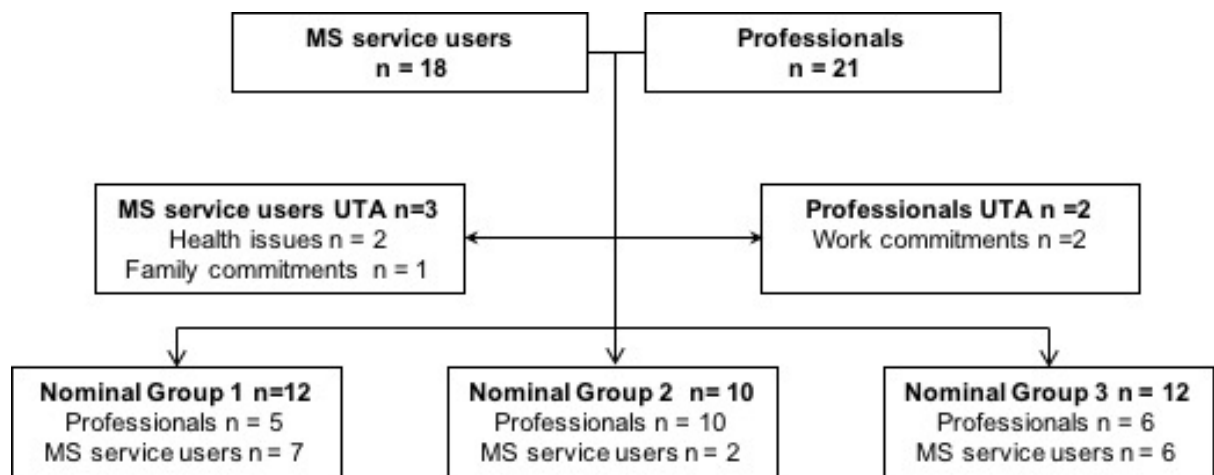 MS service users
n = 18
Professionals
n = 21
MS service users UTA n=3
Health issues n = 2
Family commitments n = 1
Professionals UTA n =2
Work commitments n =2
Nominal Group 1 n=12
Professionals n = 5
MS service users n = 7
Nominal Group 2 n= 10
Professionals n = 10
MS service users n = 2
Nominal Group 3 n = 12
Professionals n = 6
MS service users n = 6